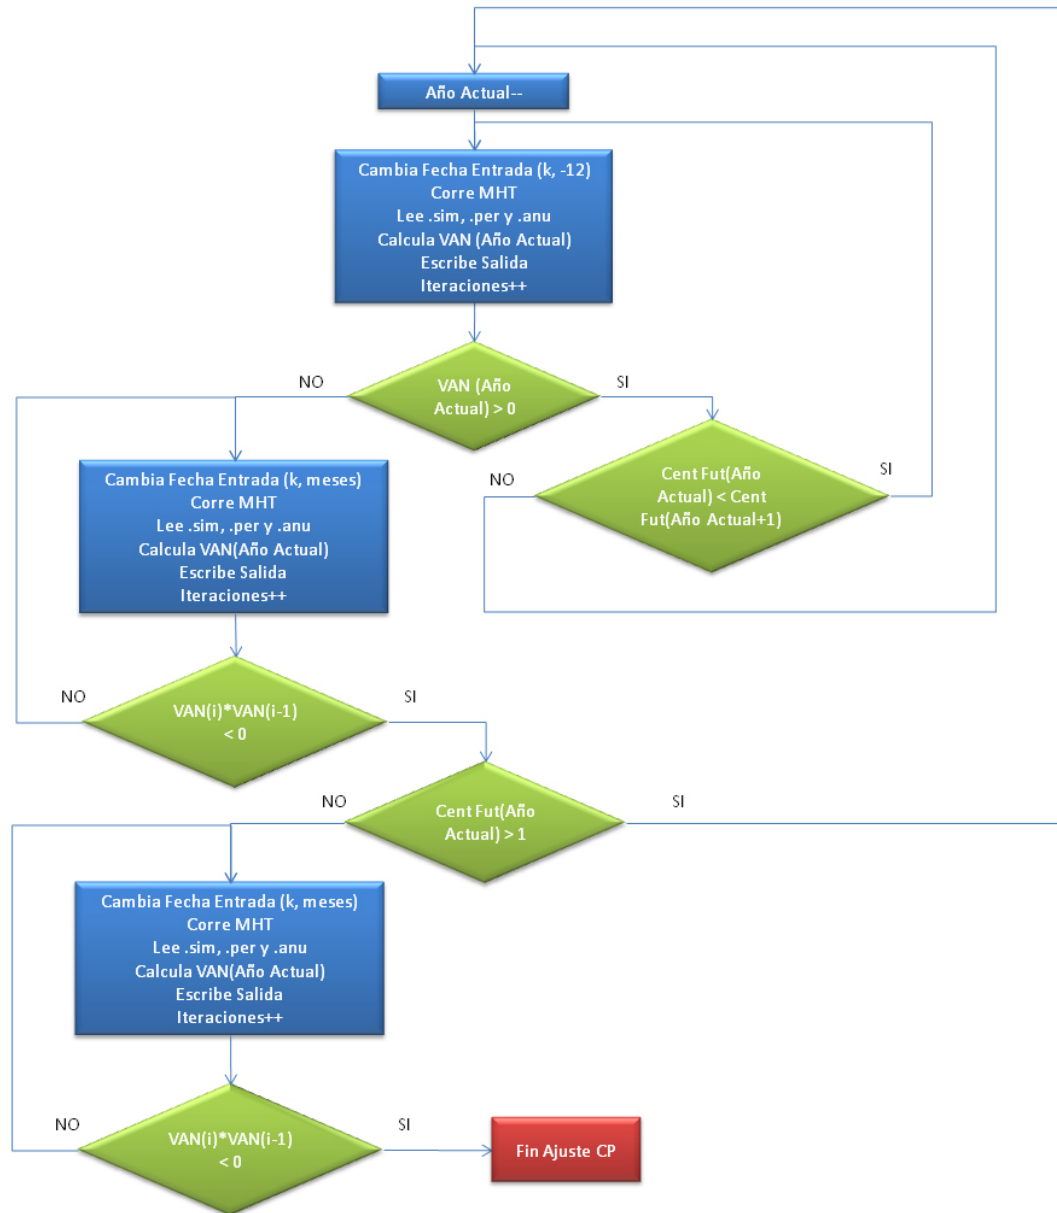 Año Actual--
Cambia Fecha Entrada (k, -12)
Corre MHT
Lee .sim, .per y .anu
Calcula VAN (Año Actual)
Escribe Salida
Iteraciones++
NO
VAN (Año
Actual) > 0
SI
Cambia Fecha Entrada (k, meses)
Corre MHT
Lee .sim, .per y .anu
Calcula VAN(Año Actual)
Escribe Salida
Iteraciones++
NO
Cent Fut(Año
Actual) < Cent
Fut(Año Actual+1)
SI
NO
VAN(i)*VAN(i-1)
< 0
SI
NO
Cent Fut(Año
Actual) > 1
SI
Cambia Fecha Entrada (k, meses)
Corre MHT
Lee .sim, .per y .anu
Calcula VAN(Año Actual)
Escribe Salida
Iteraciones++
NO
VAN(i)*VAN(i-1)
< 0
SI
Fin Ajuste CP